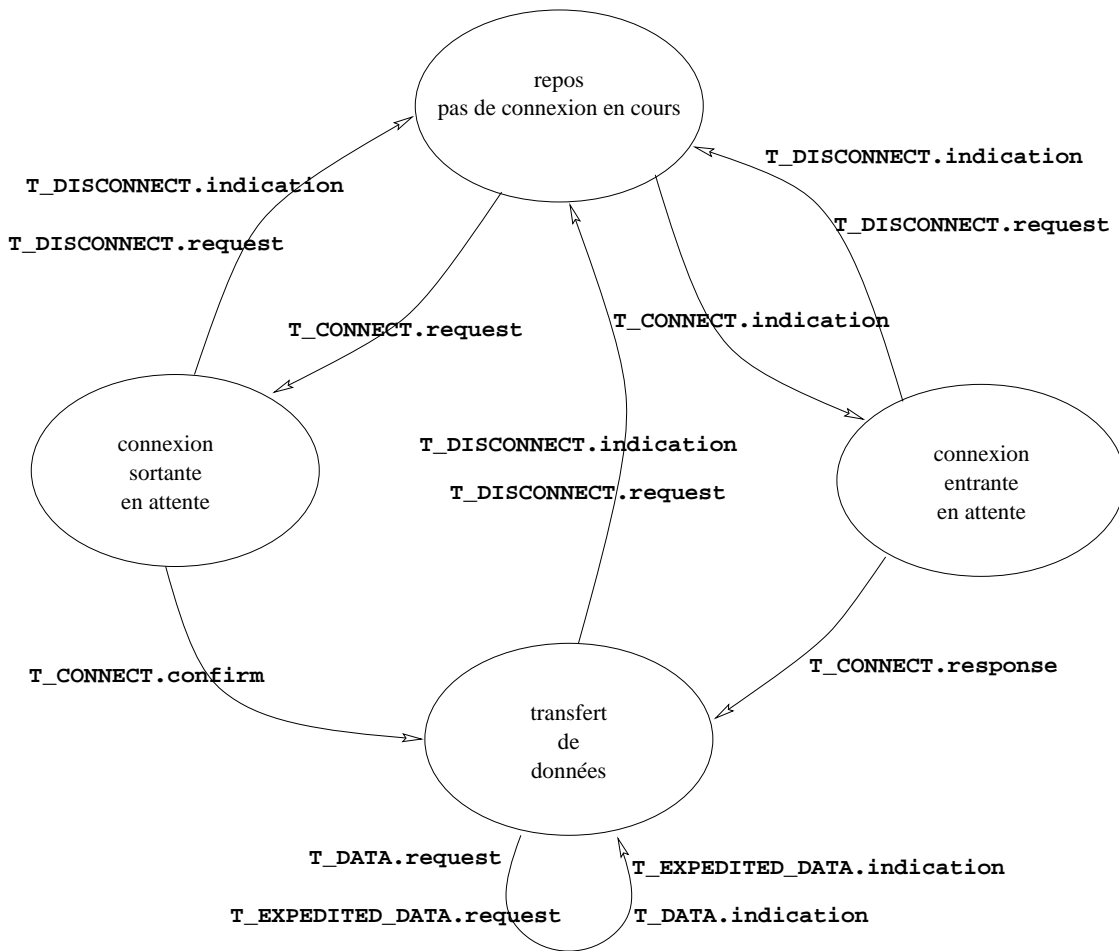 repos
pas de connexion en cours
T_DISCONNECT.indication
T_DISCONNECT.indication
T_DISCONNECT.request
T_DISCONNECT.request
T_CONNECT.request
T_CONNECT.indication
connexion
sortante
en attente
T_DISCONNECT.indication
T_DISCONNECT.request
connexion
entrante
en attente
T_CONNECT.confirm
T_CONNECT.response
transfert
de
données
T_DATA.request
T_EXPEDITED_DATA.indication
T_EXPEDITED_DATA.request
T_DATA.indication